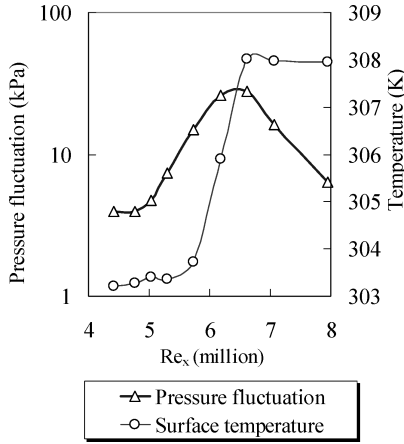 100
10
1
Pressure fluctuation (kPa)
309
308
307
306
305
304
303
Temperature (K)
4 5 6 7 8
Reₓ (million)
Pressure fluctuation
Surface temperature